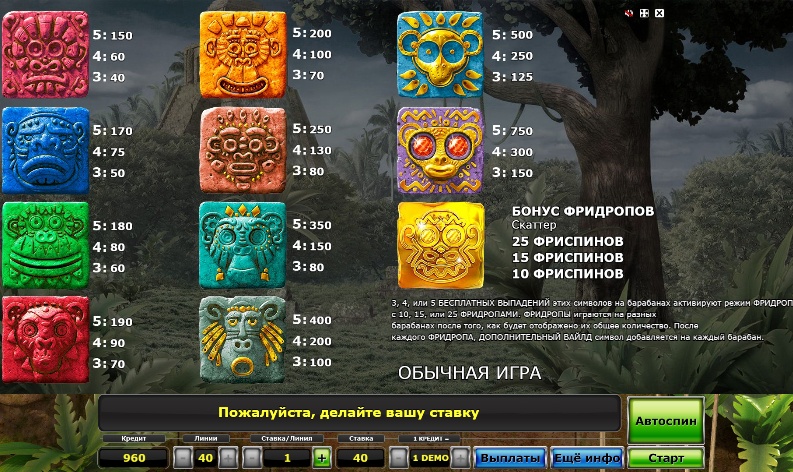 5: 150
4: 60
3: 40
5: 170
4: 75
3: 50
5: 180
4: 80
3: 60
5: 190
4: 90
3: 70
5: 200
4: 100
3: 70
5: 250
4: 130
3: 80
5: 350
4: 150
3: 80
5: 400
4: 200
3: 100
5: 500
4: 250
3: 125
5: 750
4: 300
3: 150
БОНУС ФРИДРОПОВ
Скаттер
25 ФРИСПИНОВ
15 ФРИСПИНОВ
10 ФРИСПИНОВ
3, 4, или 5 БЕСПЛАТНЫХ ВЫПАДЕНИЙ этих символов на барабанах активируют режим ФРИДРОП
с 10, 15, или 25 ФРИДРОПАМИ. ФРИДРОПЫ играются на разных
барабанах после того, как будет отображено их общее количество. После
каждого ФРИДРОПА, ДОПОЛНИТЕЛЬНЫЙ ВАЙЛД символ добавляется на каждый барабан.
ОБЫЧНАЯ ИГРА
Пожалуйста, делайте вашу ставку
Автоспин
Кредит
Линии
Ставка/Линия
Ставка
1 КРЕДИТ =
960
40
1
+
40
1 DEMO
Выплаты
Ещё инфо
Старт